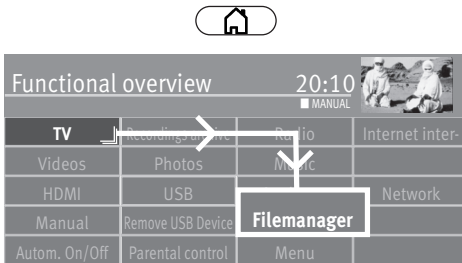 Functional overview 20:10
MANUAL
TV Recordings archive Radio Internet inter-
Videos Photos Music
HDMI USB Network
Manual Remove USB Device Filemanager
Autom. On/Off Parental control Menu